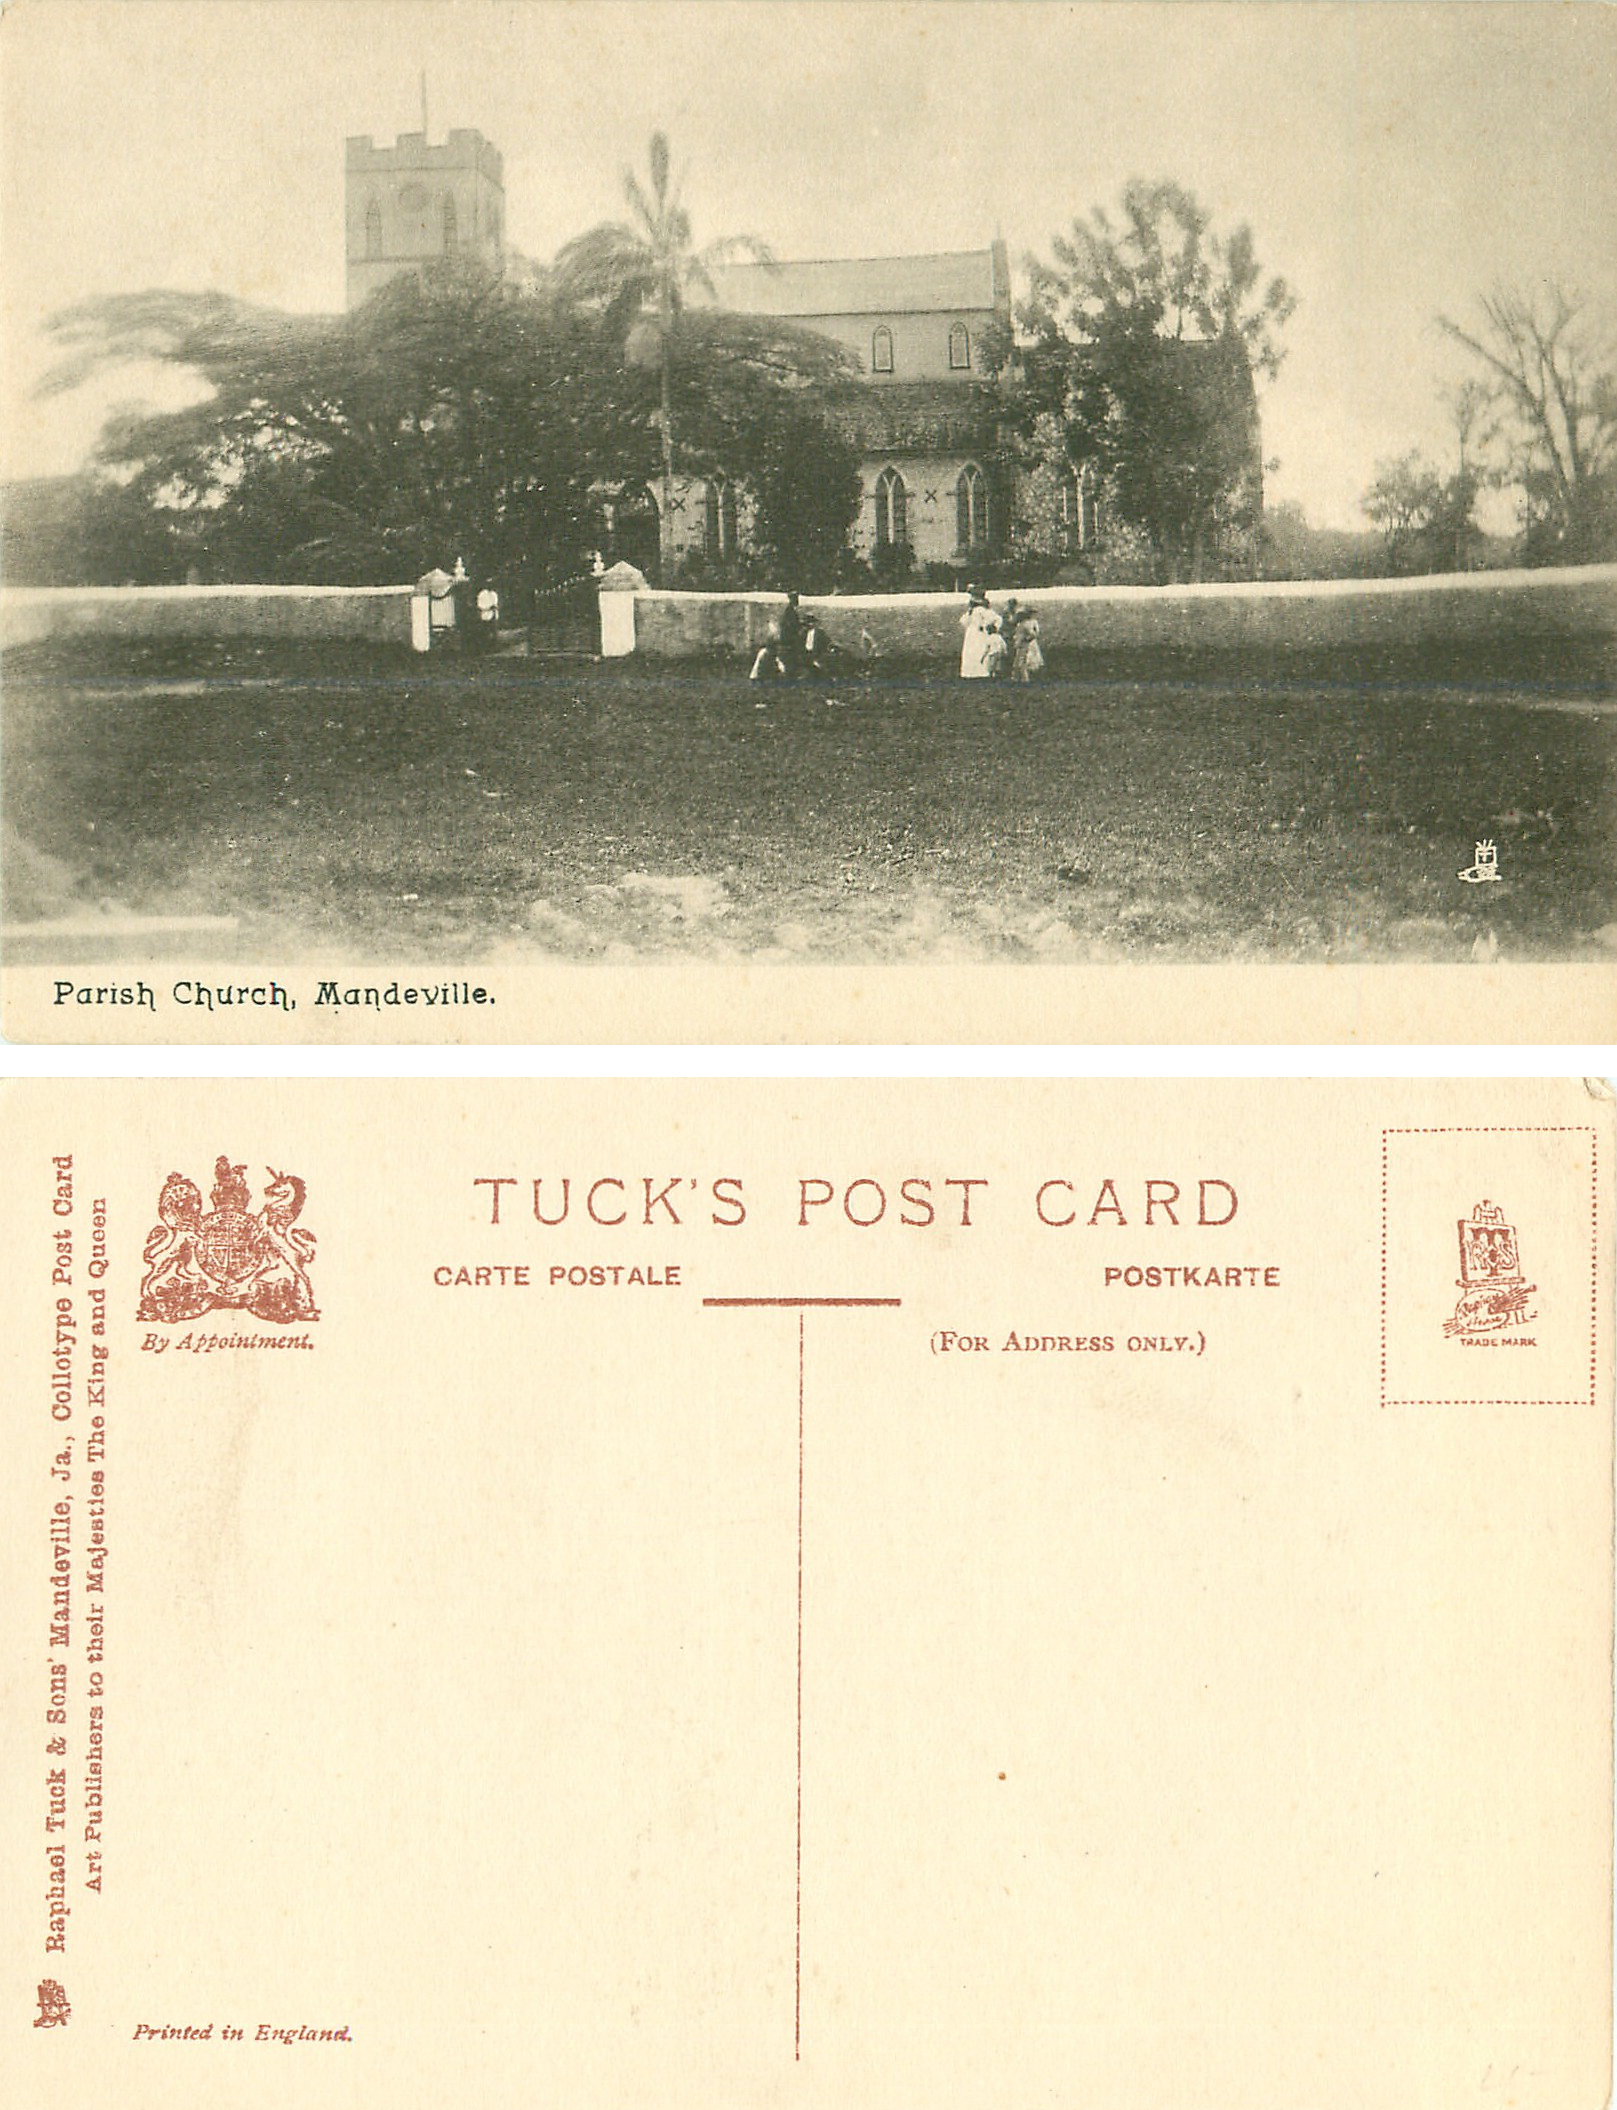 Parish Church, Mandeville.
TUCK'S POST CARD
CARTE POSTALE
POSTKARTE
(FOR ADDRESS ONLY.)
By Appointment.
TRADE MARK
Raphael Tuck & Sons' Mandeville, Ja., Collotype Post Card
Art Publishers to their Majesties The King and Queen
Printed in England.